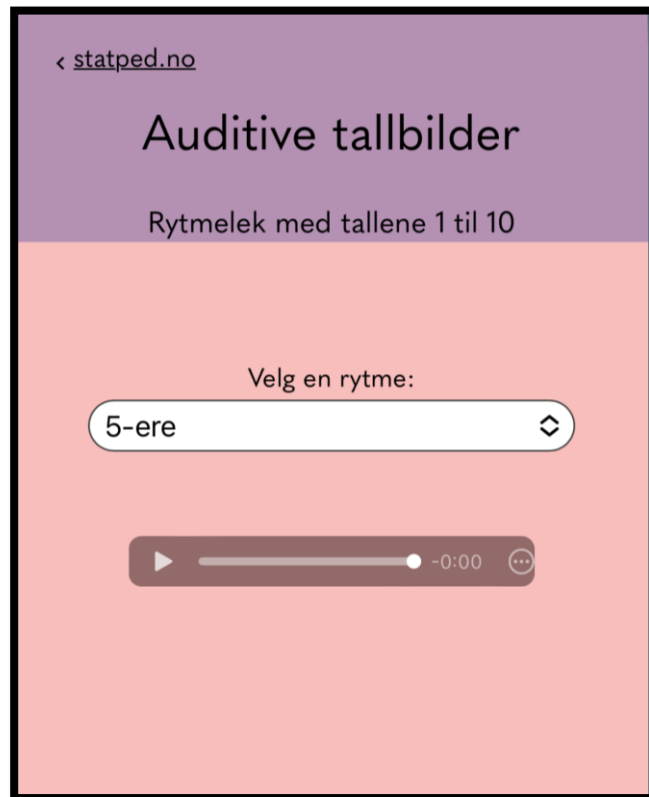 ‹ statped.no
Auditive tallbilder
Rytmelek med tallene 1 til 10
Velg en rytme:
5-ere
-0:00